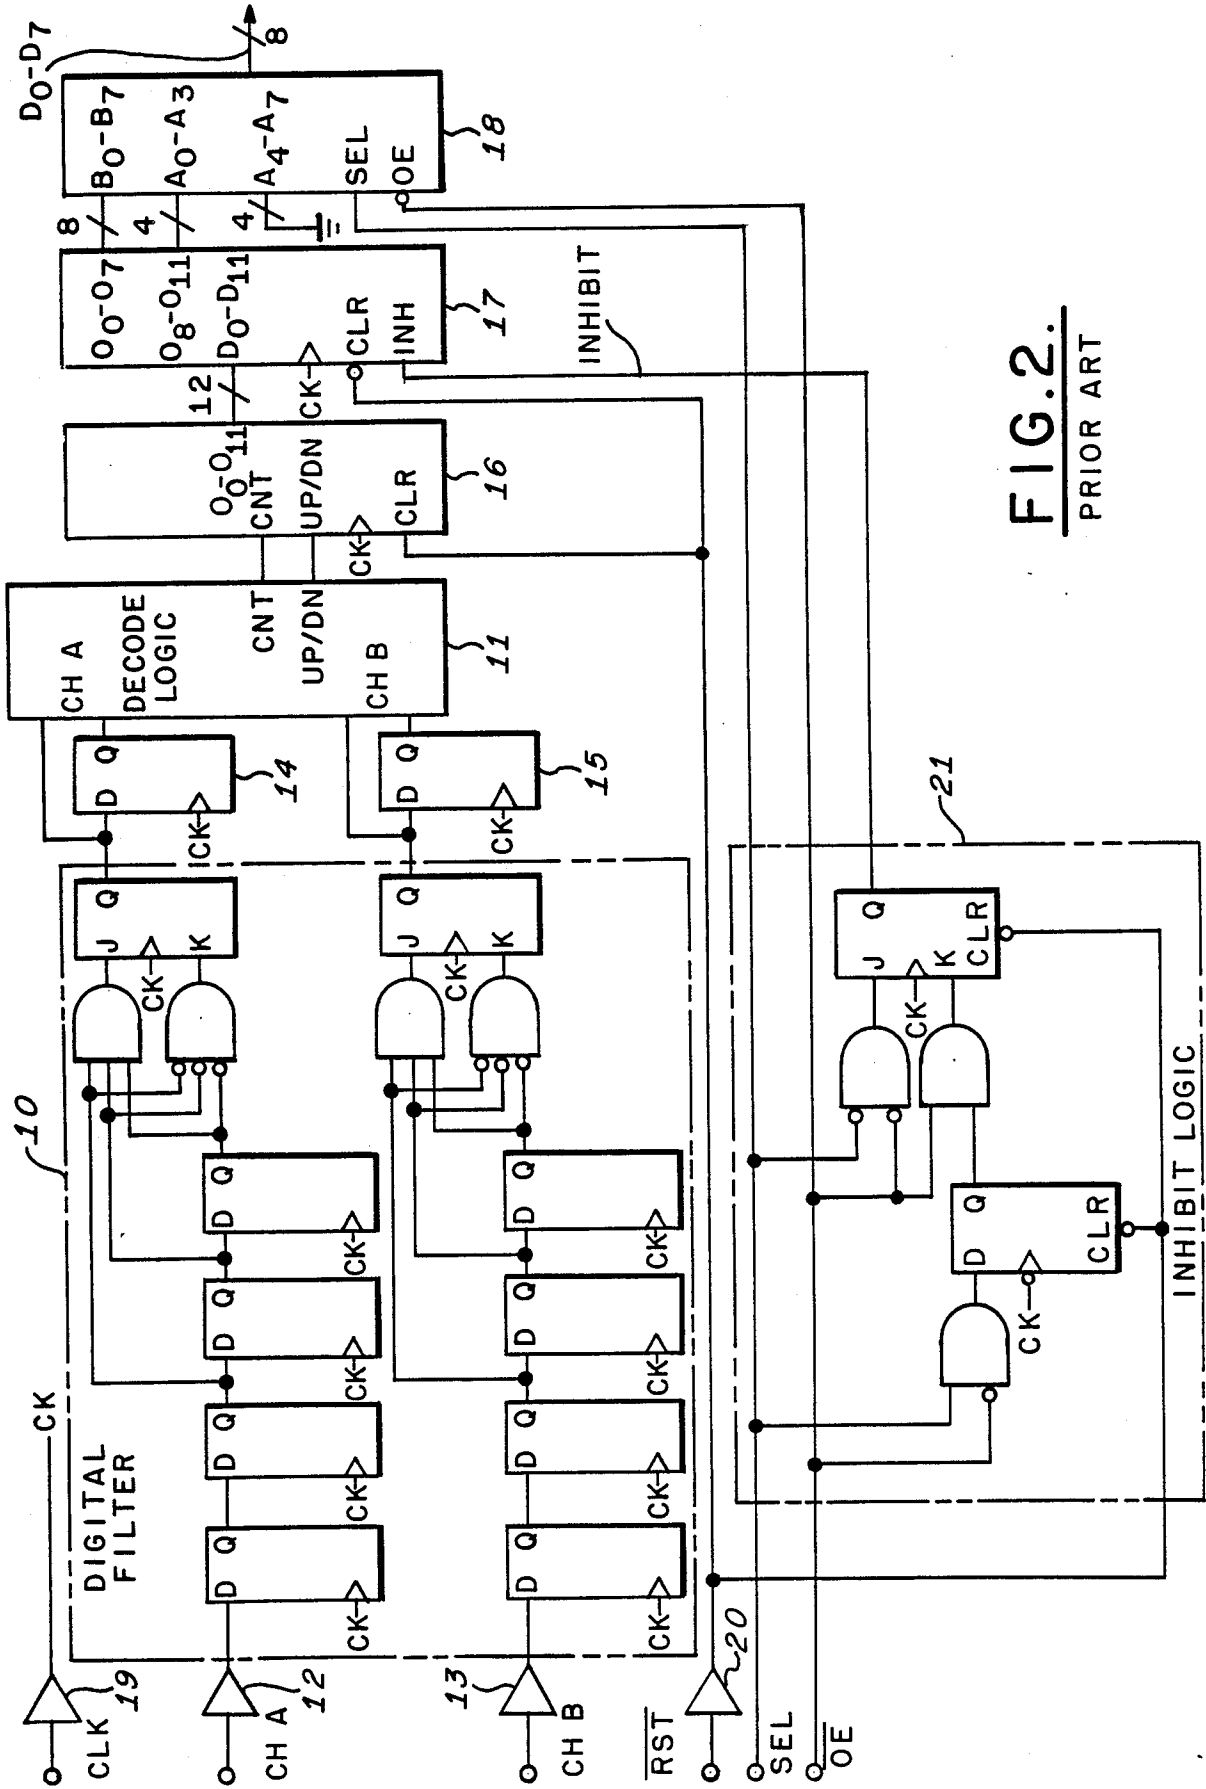 CLK
19
CK
CH A
12
CH B
13
RST
20
SEL
OE
10
DIGITAL
FILTER
D Q
CK
D Q
CK
D Q
CK
D Q
CK
J Q
CK
K
D Q
CK
14
D Q
CK
D Q
CK
D Q
CK
D Q
CK
J Q
CK
K
D Q
CK
15
CH A
DECODE
LOGIC
CNT
UP/DN
CH B
11
O0-O11
CNT
UP/DN
CK
CLR
16
12
O0-O7
O8-O11
D0-D11
CK
CLR
INH
17
8
4
4
B0-B7
A0-A3
A4-A7
SEL
OE
18
D0-D7
8
INHIBIT
21
J Q
CK
K
CLR
D Q
CK
CLR
INHIBIT LOGIC
FIG.2.
PRIOR ART